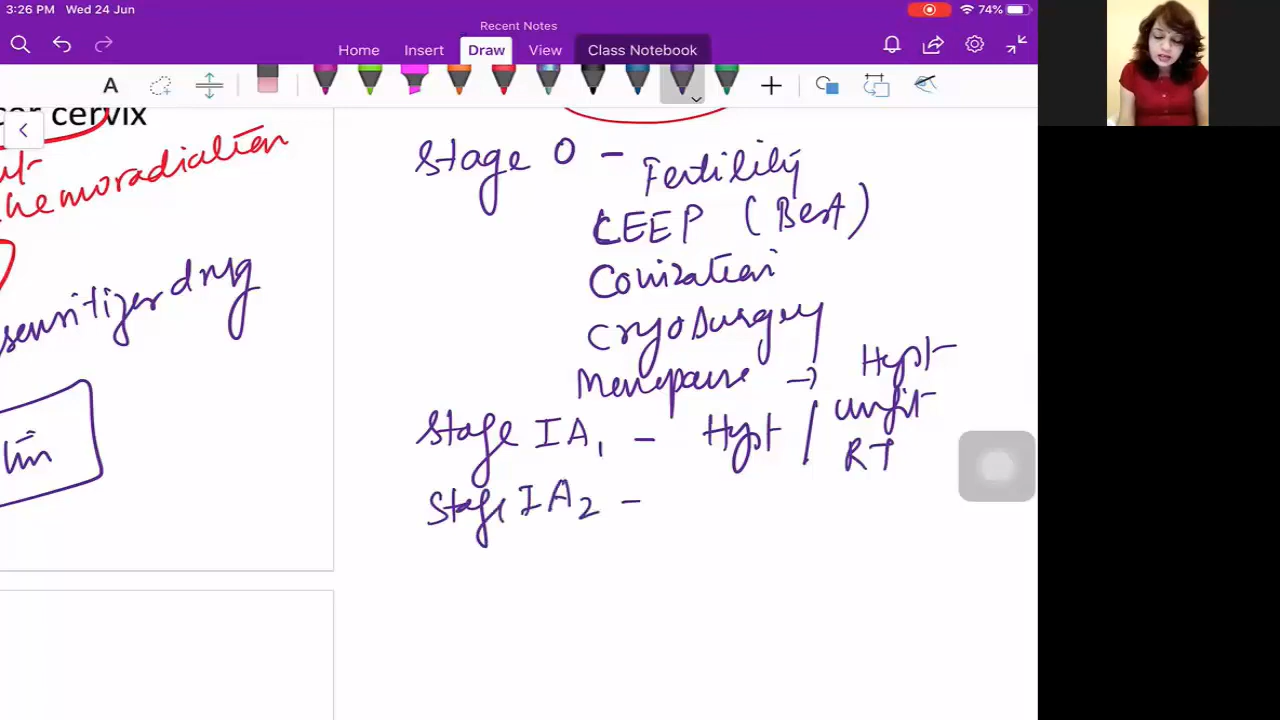 3:26 PM Wed 24 Jun
74%
Recent Notes
Home Insert Draw View Class Notebook
A
cer cervix
hemoradiation
sensitizer drug
Stage 0 - Fertility
LEEP (Best)
Conization
Cryosurgery
Menopause → Hyst
Stage IA1 - Hyst / unfit RT
Stage IA2 -